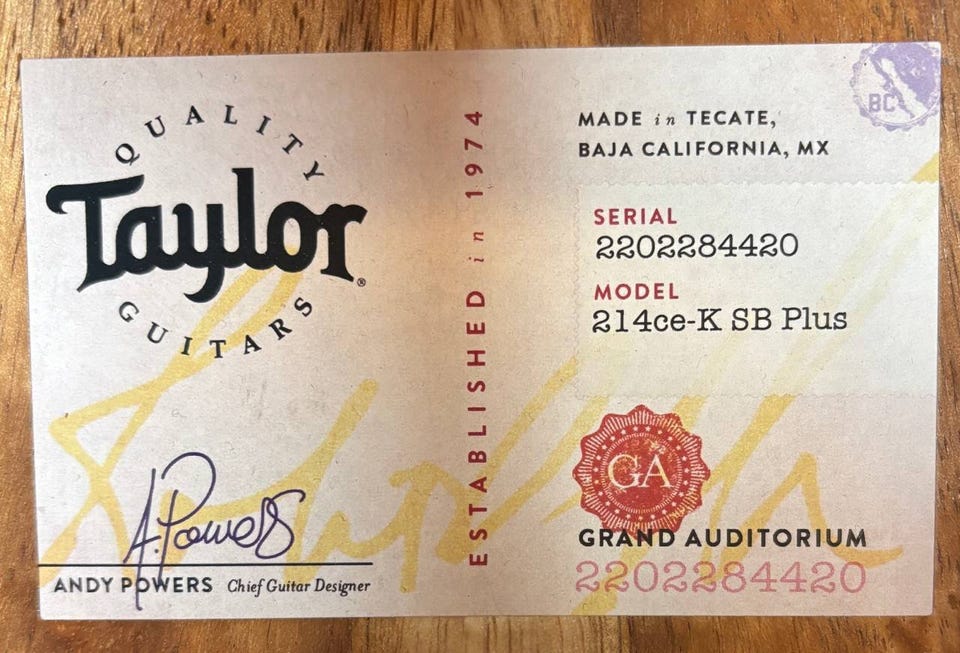 QUALITY
Taylor®
GUITARS
A. Powers
ANDY POWERS Chief Guitar Designer
ESTABLISHED in 1974
BC
MADE in TECATE,
BAJA CALIFORNIA, MX
SERIAL
2202284420
MODEL
214ce-K SB Plus
GA
GRAND AUDITORIUM
2202284420